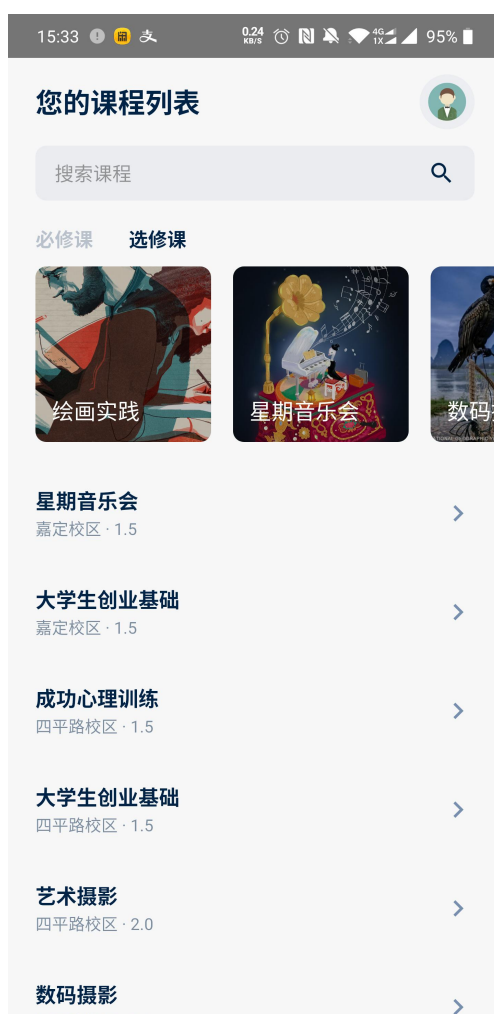 15:33 支 0.24 KB/S 4G 1X 95%
您的课程列表
搜索课程
必修课 选修课
绘画实践 星期音乐会 数码
星期音乐会
嘉定校区 · 1.5
大学生创业基础
嘉定校区 · 1.5
成功心理训练
四平路校区 · 1.5
大学生创业基础
四平路校区 · 1.5
艺术摄影
四平路校区 · 2.0
数码摄影